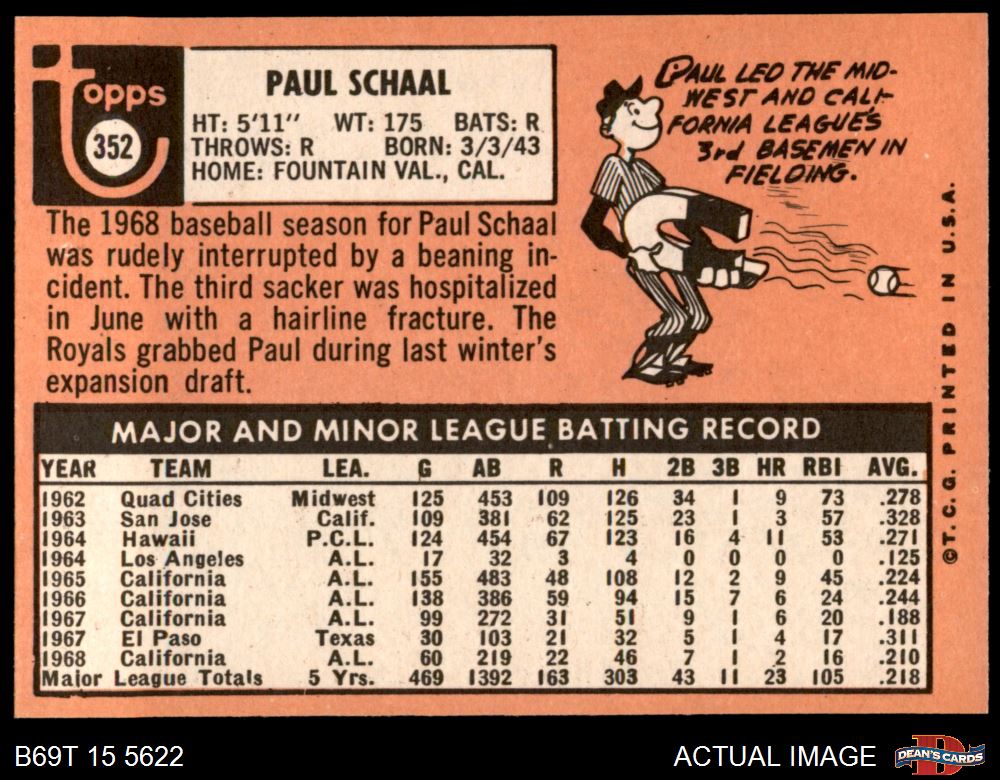 topps
352
PAUL SCHAAL
HT: 5'11" WT: 175 BATS: R
THROWS: R BORN: 3/3/43
HOME: FOUNTAIN VAL., CAL.
PAUL LED THE MID-
WEST AND CALI-
FORNIA LEAGUE'S
3rd BASEMEN IN
FIELDING.
The 1968 baseball season for Paul Schaal
was rudely interrupted by a beaning in-
cident. The third sacker was hospitalized
in June with a hairline fracture. The
Royals grabbed Paul during last winter's
expansion draft.
MAJOR AND MINOR LEAGUE BATTING RECORD
YEAR TEAM LEA. G AB R H 2B 3B HR RBI AVG.
1962 Quad Cities Midwest 125 453 109 126 34 1 9 73 .278
1963 San Jose Calif. 109 381 62 125 23 1 3 57 .328
1964 Hawaii P.C.L. 124 454 67 123 16 4 11 53 .271
1964 Los Angeles A.L. 17 32 3 4 0 0 0 0 .125
1965 California A.L. 155 483 48 108 12 2 9 45 .224
1966 California A.L. 138 386 59 94 15 7 6 24 .244
1967 California A.L. 99 272 31 51 9 1 6 20 .188
1967 El Paso Texas 30 103 21 32 5 1 4 17 .311
1968 California A.L. 60 219 22 46 7 1 2 16 .210
Major League Totals 5 Yrs. 469 1392 163 303 43 11 23 105 .218
©T.C.G. PRINTED IN U.S.A.
B69T 15 5622 ACTUAL IMAGE
DEAN'S CARDS